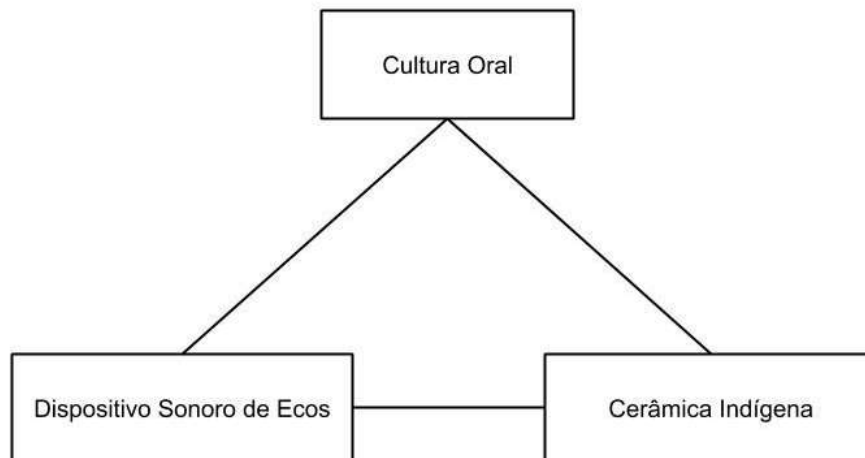 Cultura Oral
Dispositivo Sonoro de Ecos
Cerâmica Indígena